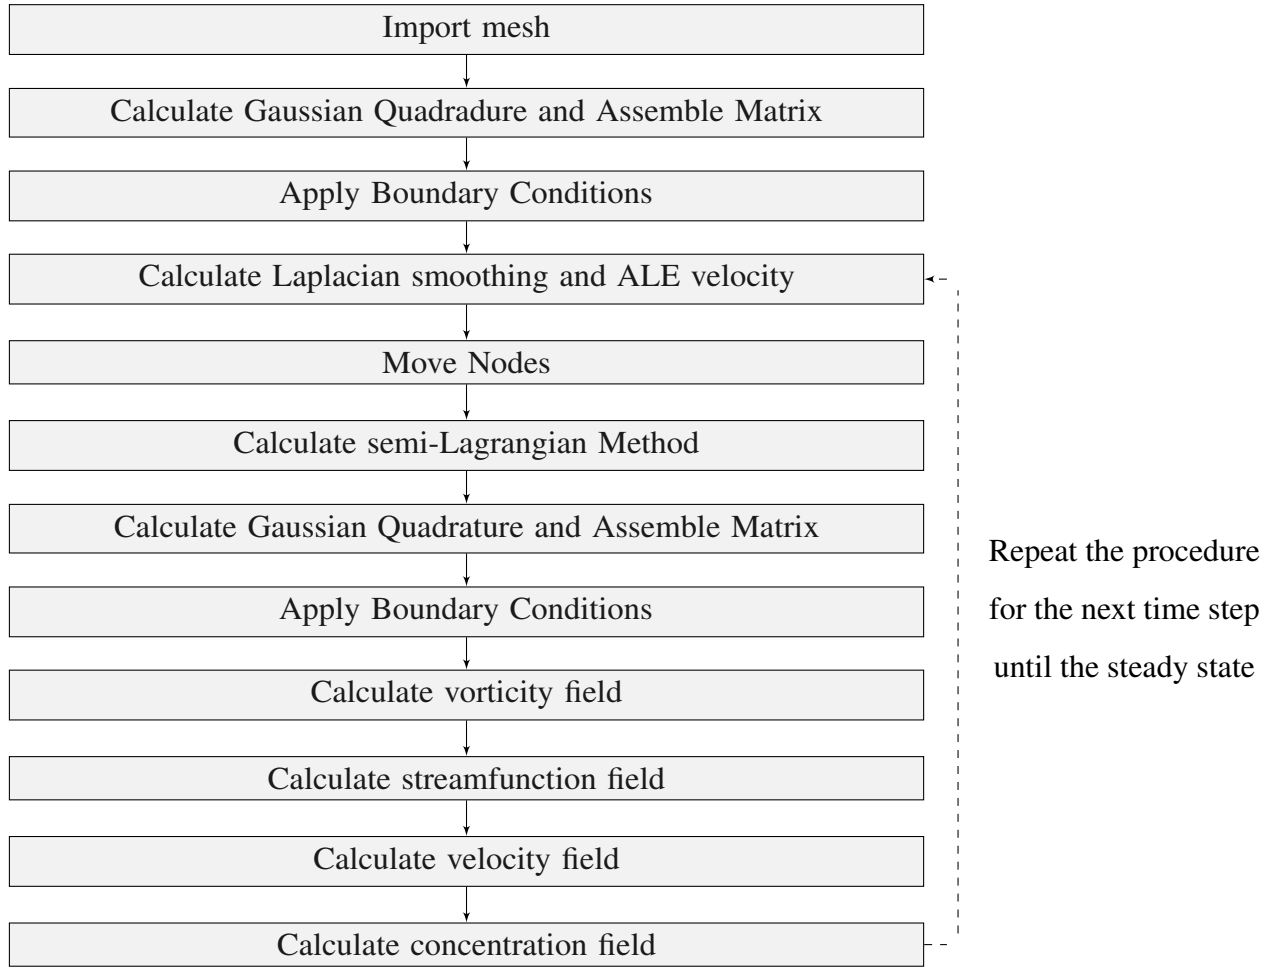 Import mesh
Calculate Gaussian Quadradure and Assemble Matrix
Apply Boundary Conditions
Calculate Laplacian smoothing and ALE velocity
Move Nodes
Calculate semi-Lagrangian Method
Calculate Gaussian Quadrature and Assemble Matrix
Apply Boundary Conditions
Calculate vorticity field
Calculate streamfunction field
Calculate velocity field
Calculate concentration field
Repeat the procedure
for the next time step
until the steady state